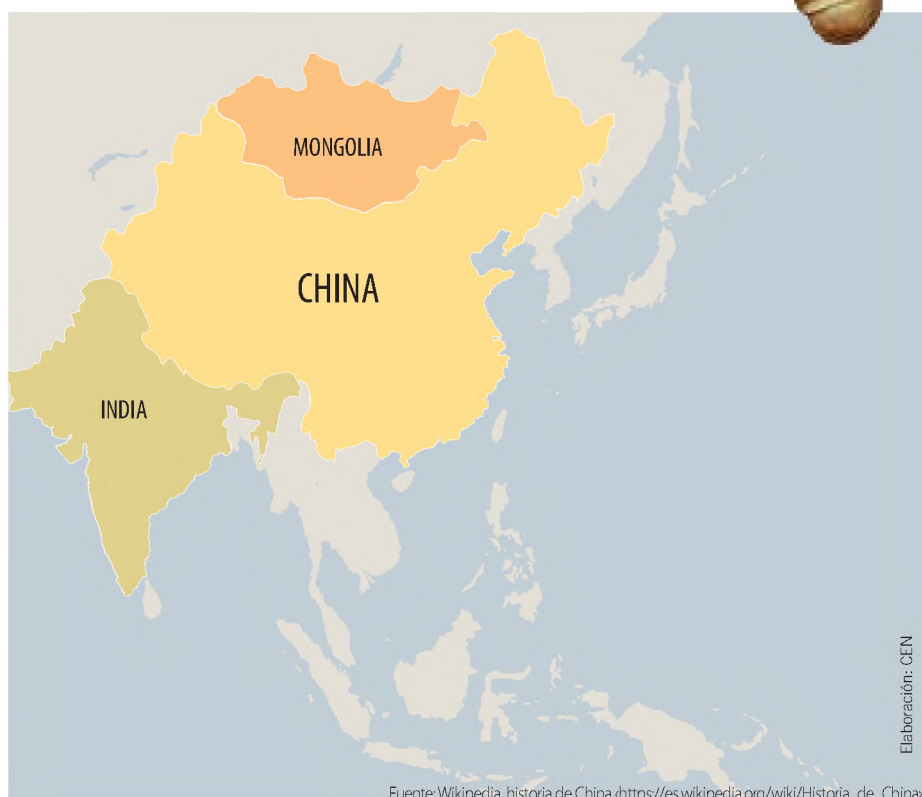 MONGOLIA
CHINA
INDIA
Elaboración: CEN
Fuente: Wikipedia, historia de China <https://es.wikipedia.org/wiki/Historia_de_China>